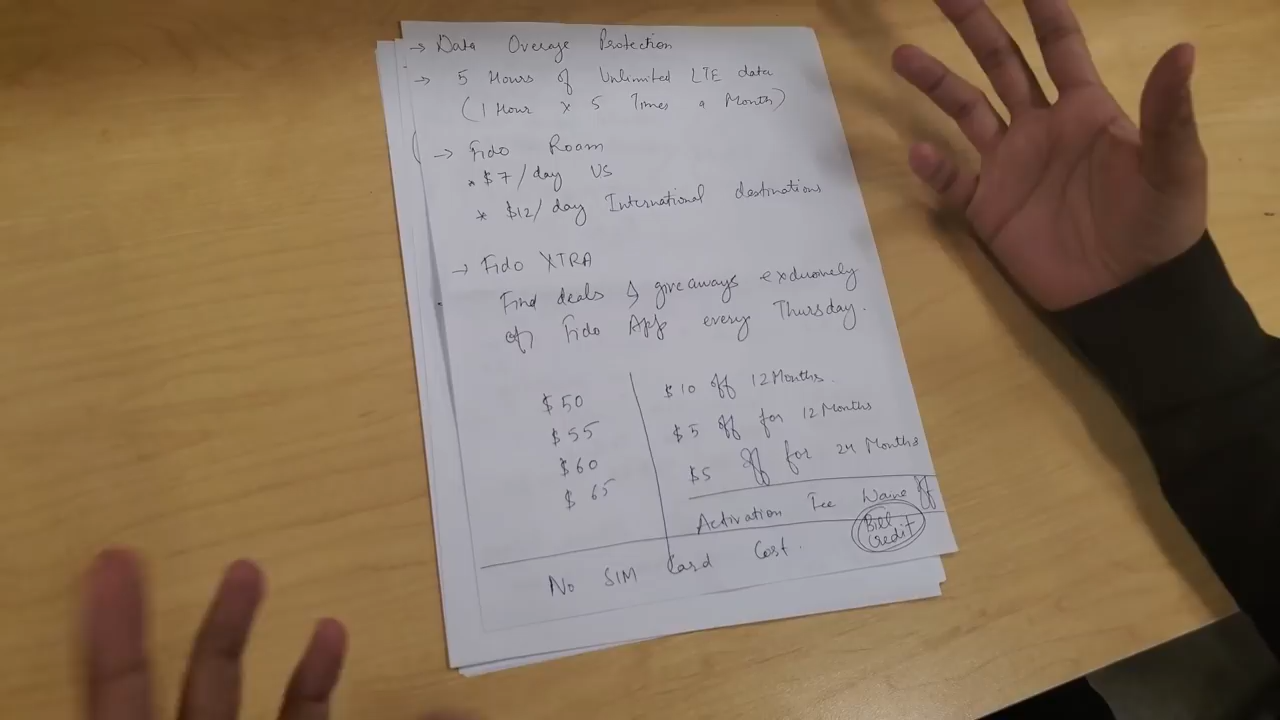 → Data Overage Protection
→ 5 Hours of Unlimited LTE data
(1 Hour x 5 Times a Month)
→ Fido Roam
* $7/day US
* $12/day International destinations
→ Fido XTRA
Find deals & giveaways exclusively
Fido App every Thursday.
$50
$55
$60
$65
$10 off 12 Months.
$5 off for 12 Months
$5 off for 24 Months
Activation Fee Wave off
Bill
Credit
No SIM Card Cost.